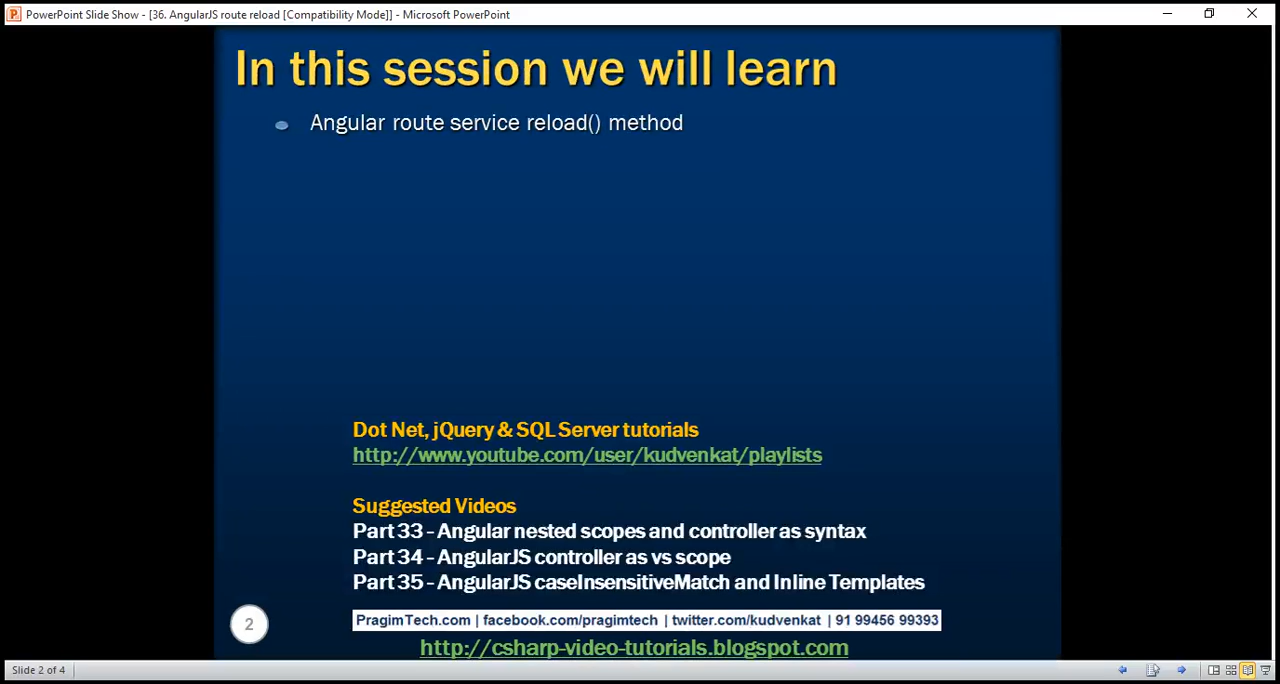 PowerPoint Slide Show - [36. AngularJS route reload [Compatibility Mode]] - Microsoft PowerPoint
In this session we will learn
Angular route service reload() method
Dot Net, jQuery & SQL Server tutorials
http://www.youtube.com/user/kudvenkat/playlists
Suggested Videos
Part 33 - Angular nested scopes and controller as syntax
Part 34 - AngularJS controller as vs scope
Part 35 - AngularJS caseInsensitiveMatch and Inline Templates
2
PragimTech.com | facebook.com/pragimtech | twitter.com/kudvenkat | 91 99456 99393
http://csharp-video-tutorials.blogspot.com
Slide 2 of 4